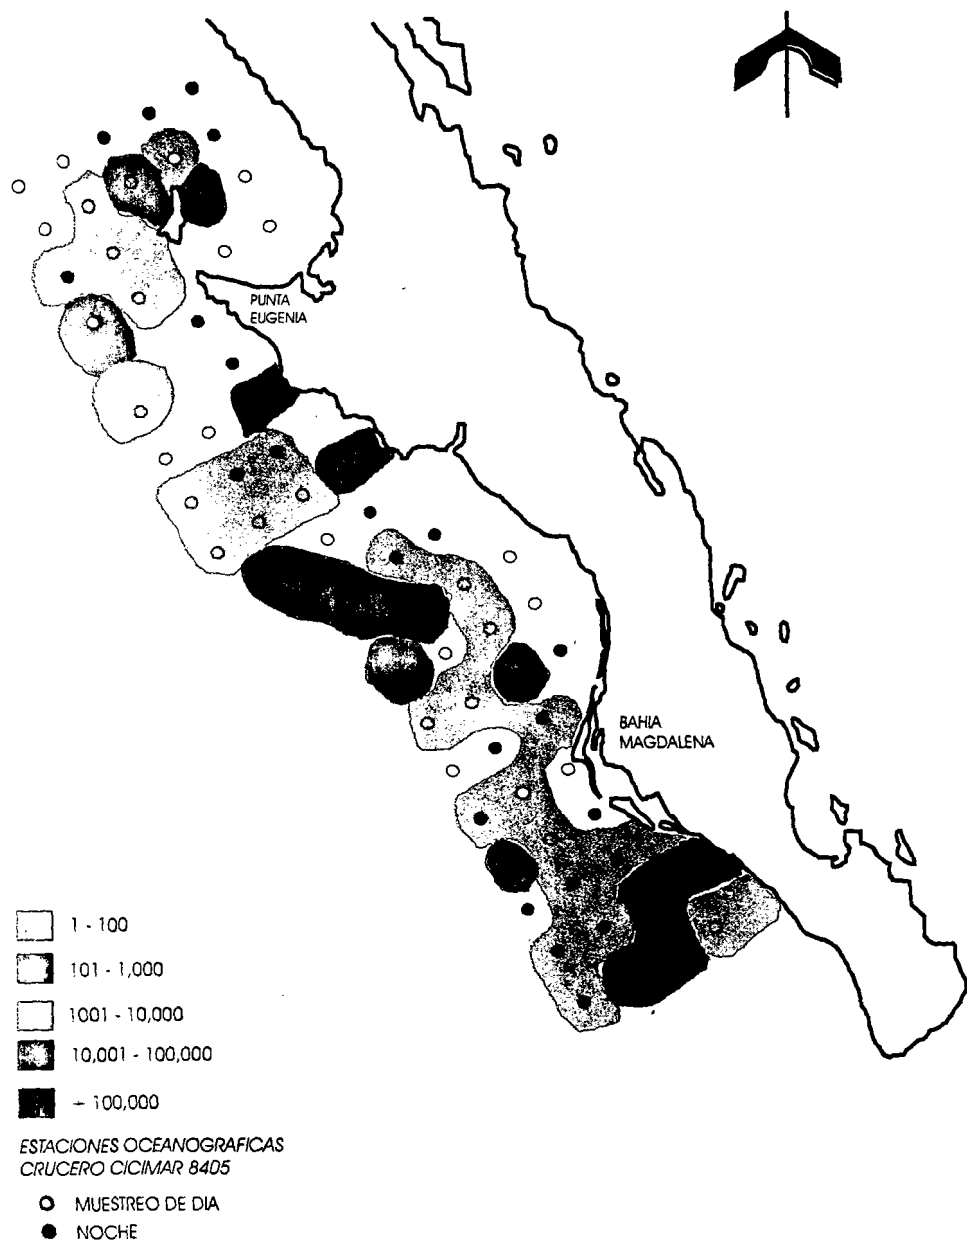 PUNTA
EUGENIA
BAHIA
MAGDALENA
1 - 100
101 - 1,000
1001 - 10,000
10,001 - 100,000
+ 100,000
ESTACIONES OCEANOGRAFICAS
CRUCERO CICIMAR 8405
MUESTREO DE DIA
NOCHE